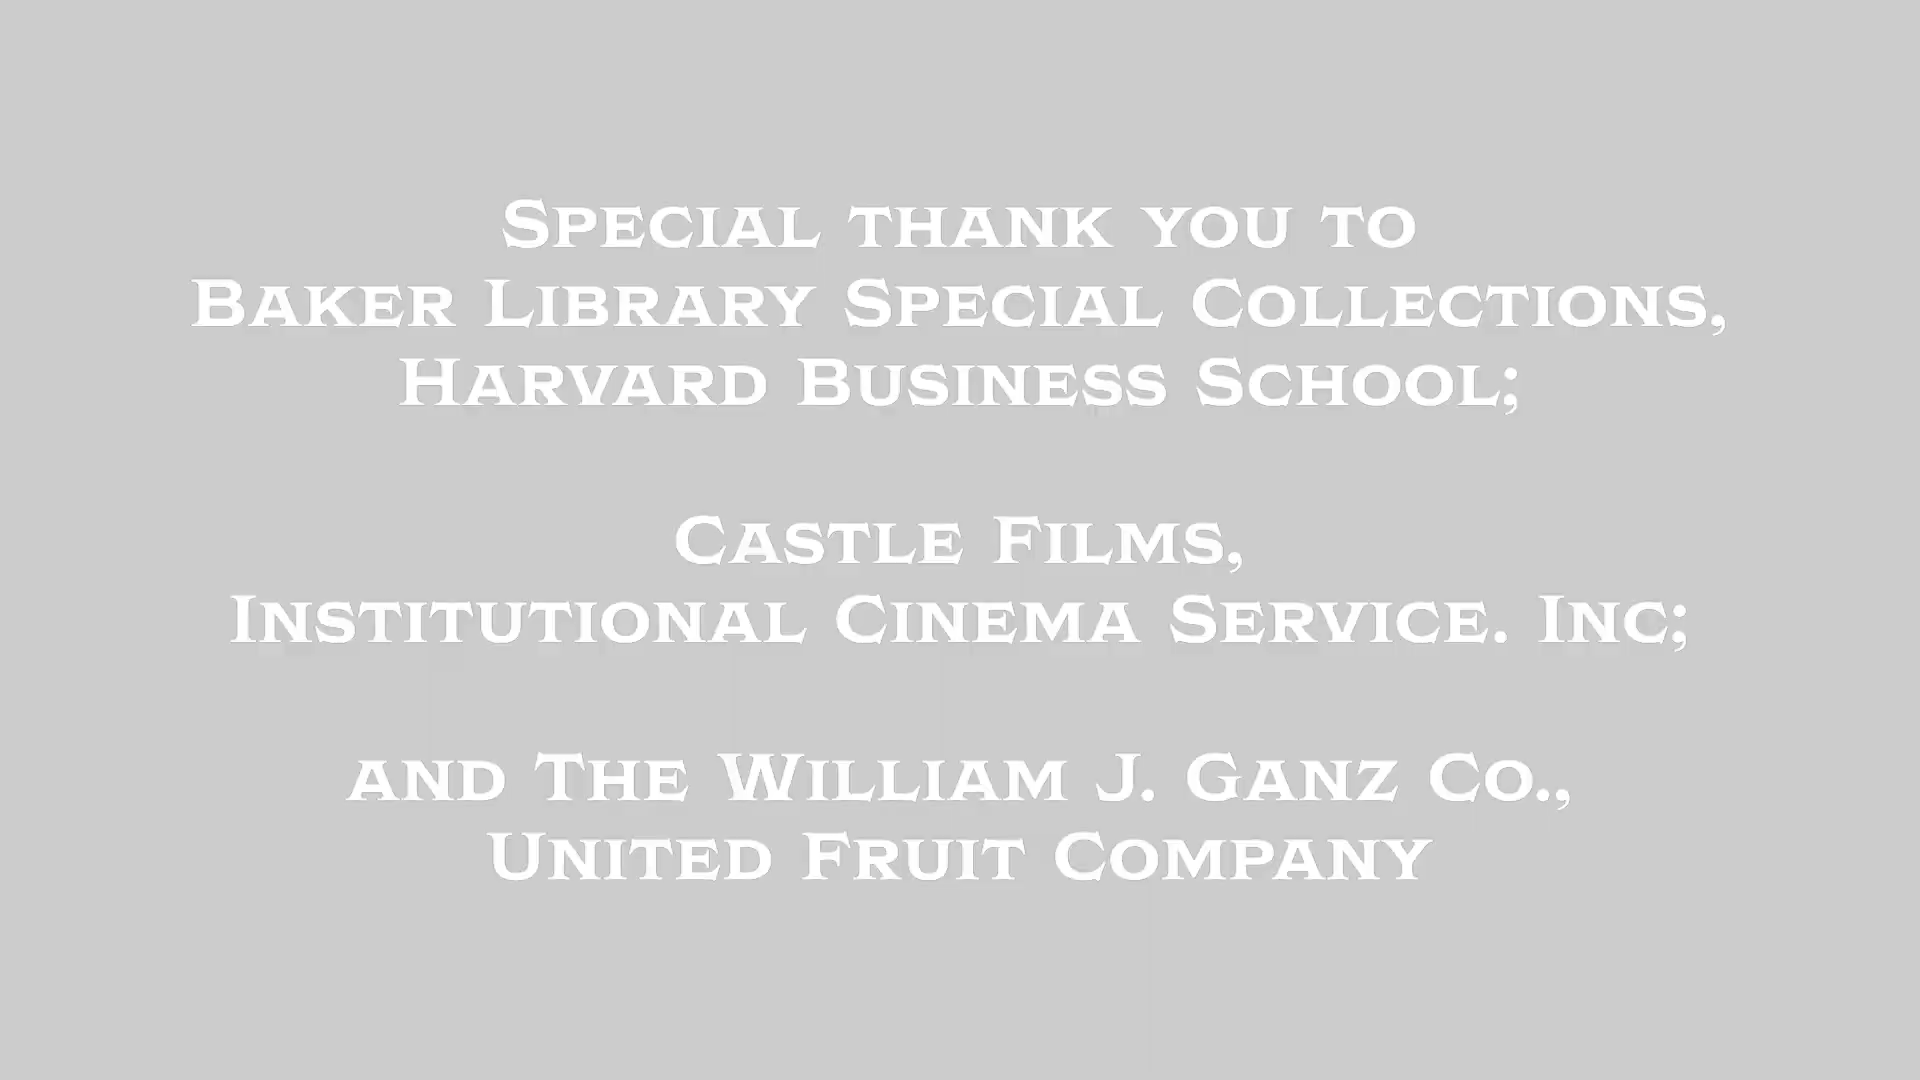 Special thank you to
Baker Library Special Collections,
Harvard Business School;
Castle Films,
Institutional Cinema Service. Inc;
and The William J. Ganz Co.,
United Fruit Company